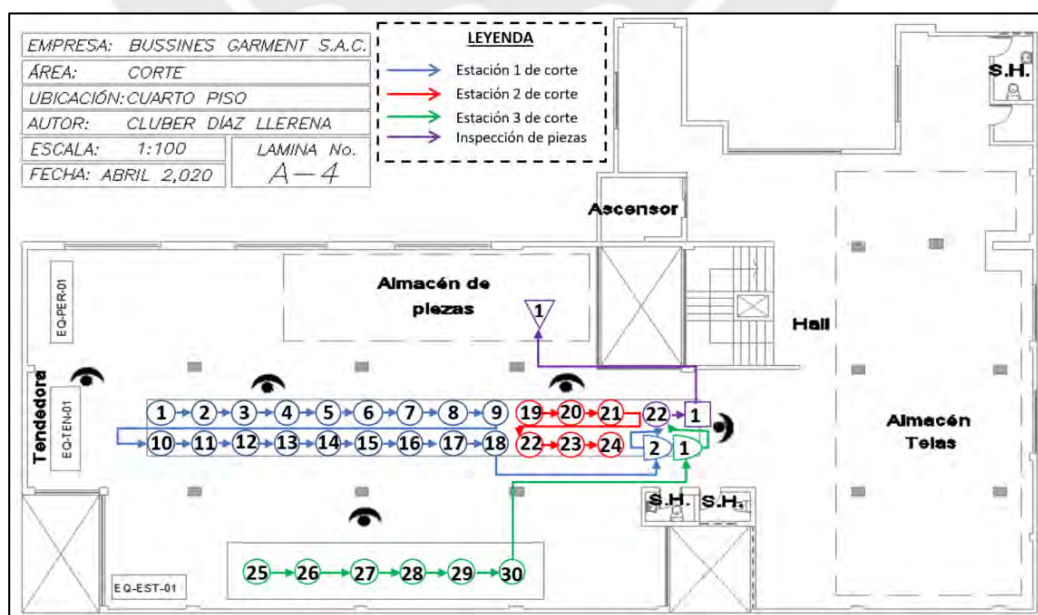 EMPRESA: BUSSINES GARMENT S.A.C.
ÁREA: CORTE
UBICACIÓN: CUARTO PISO
AUTOR: CLUBER DÍAZ LLERENA
ESCALA: 1:100
LAMINA No.
FECHA: ABRIL 2,020
A-4
LEYENDA
Estación 1 de corte
Estación 2 de corte
Estación 3 de corte
Inspección de piezas
S.H.
Ascensor
Almacén de
piezas
1
Hall
EQ-PER-01
Tendedora
EQ-TEN-01
1 2 3 4 5 6 7 8 9 19 20 21 22 1
10 11 12 13 14 15 16 17 18 22 23 24 2 1
Almacén
Telas
S.H. S.H.
25 26 27 28 29 30
EQ-EST-01